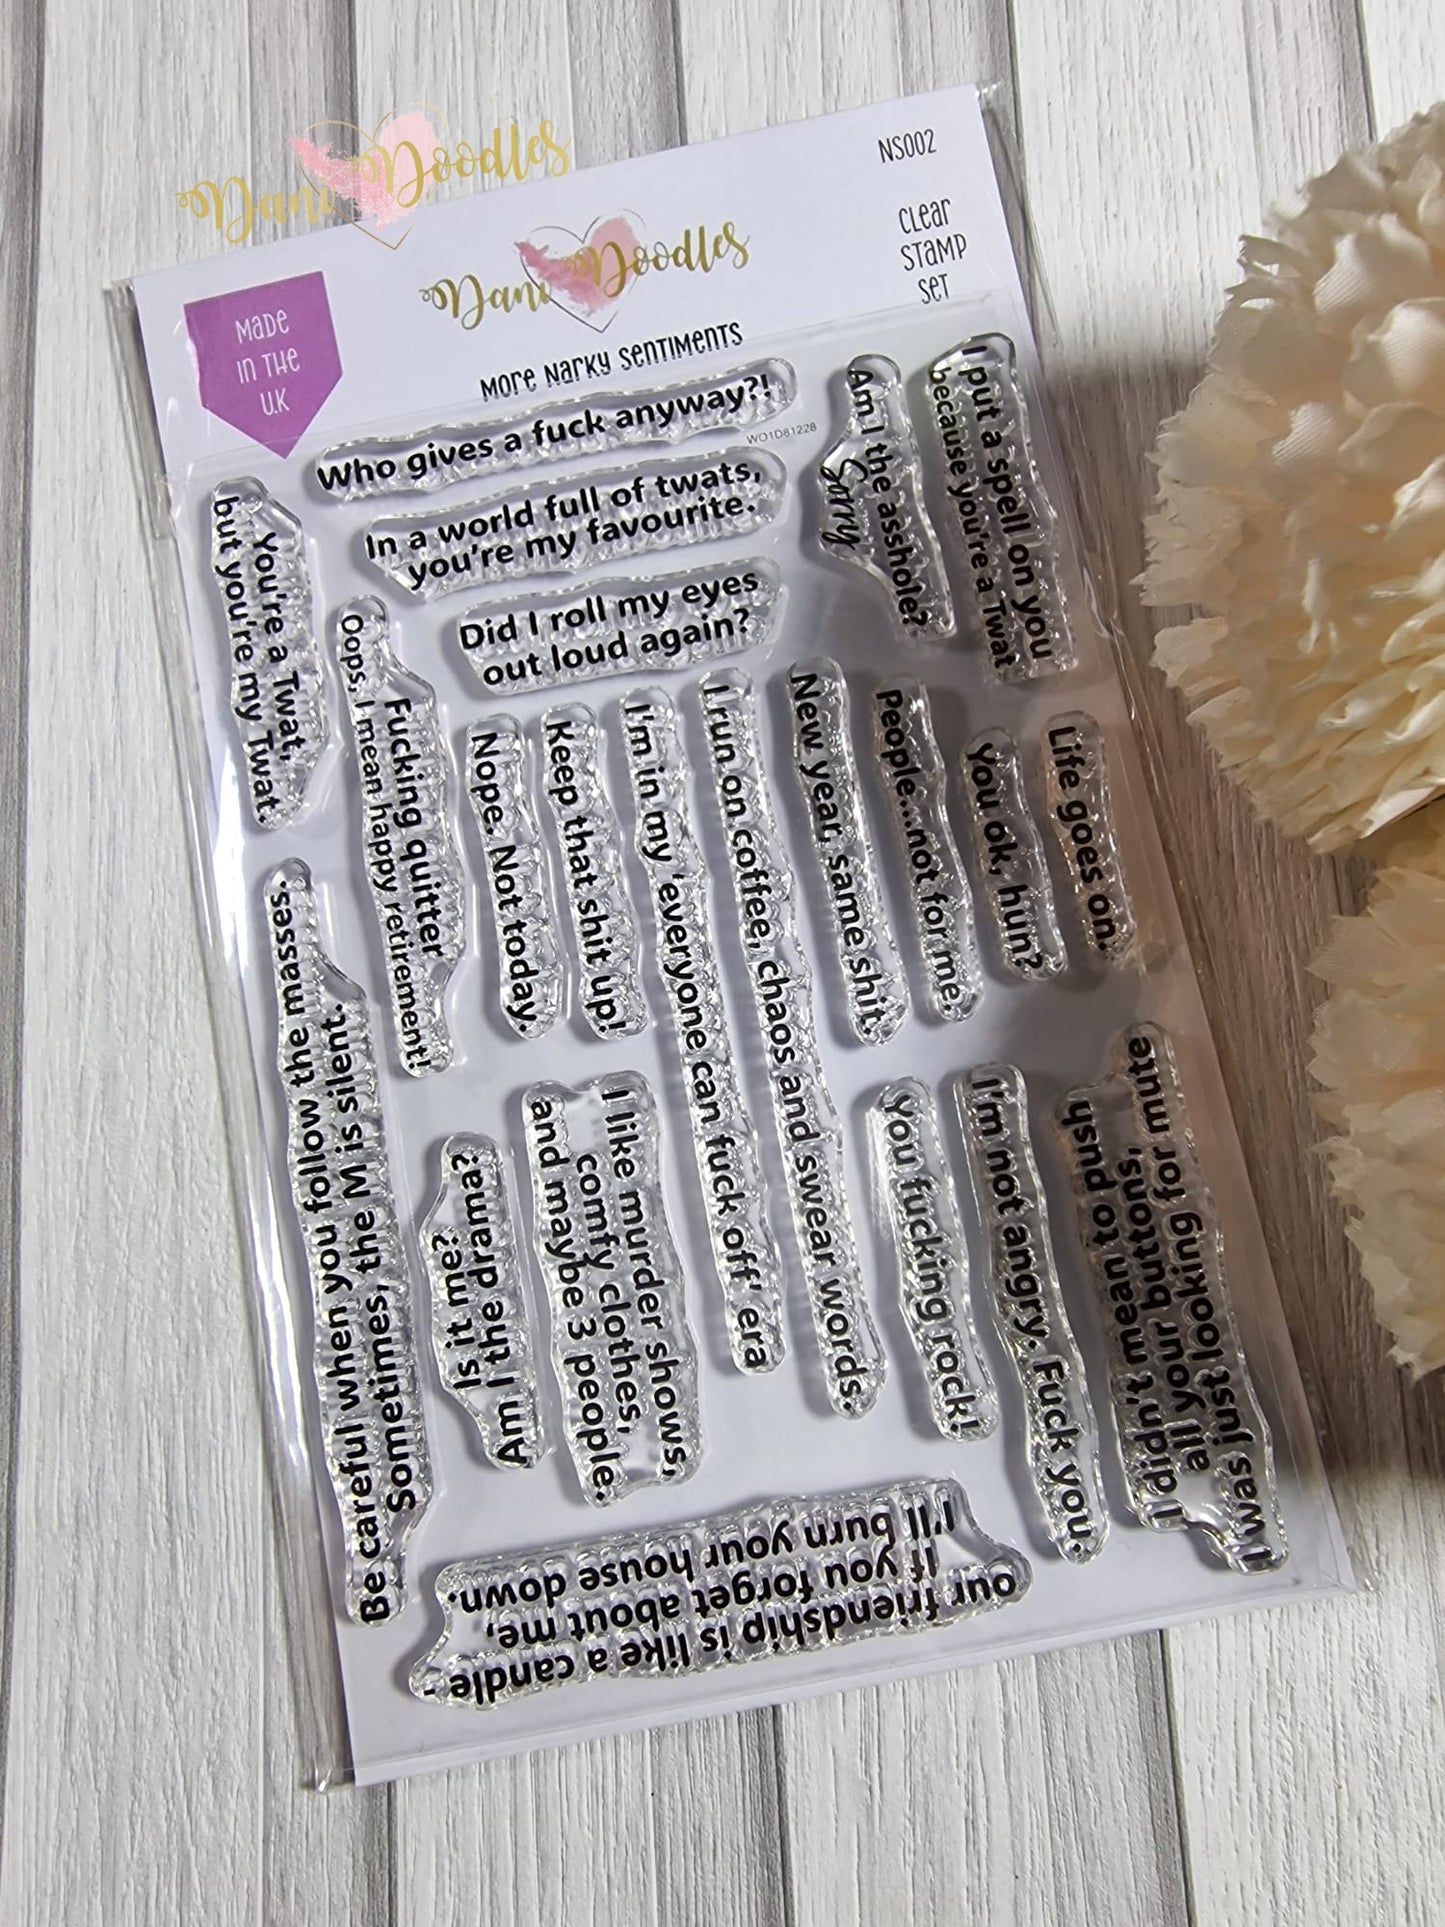 Dani Doodles
NS002
CLEAR
STAMP
SET
Dani Doodles
MADE
IN THE
U.K
MORE NARKY SENTIMENTS
Who gives a fuck anyway?!
WO1D81228
In a world full of twats,
you're my favourite.
Did I roll my eyes
out loud again?
Am I the asshole?
Sorry
I put a spell on you
because you're a Twat
You're a Twat,
but you're my Twat.
Fucking quitter
Oops, I mean happy retirement!
Nope. Not today.
Keep that shit up!
I'm in my 'everyone can fuck off' era
I run on coffee, chaos and swear words.
New year, same shit.
People...not for me.
You ok, hun?
Life goes on.
Be careful when you follow the masses.
Sometimes, the M is silent.
Is it me?
Am I the drama?
I like murder shows,
comfy clothes,
and maybe 3 people.
You fucking rock!
I'm not angry. Fuck you.
I didn't mean to push
all your buttons,
I was just looking for mute
our friendship is like a candle -
If you forget about me,
I'll burn your house down.